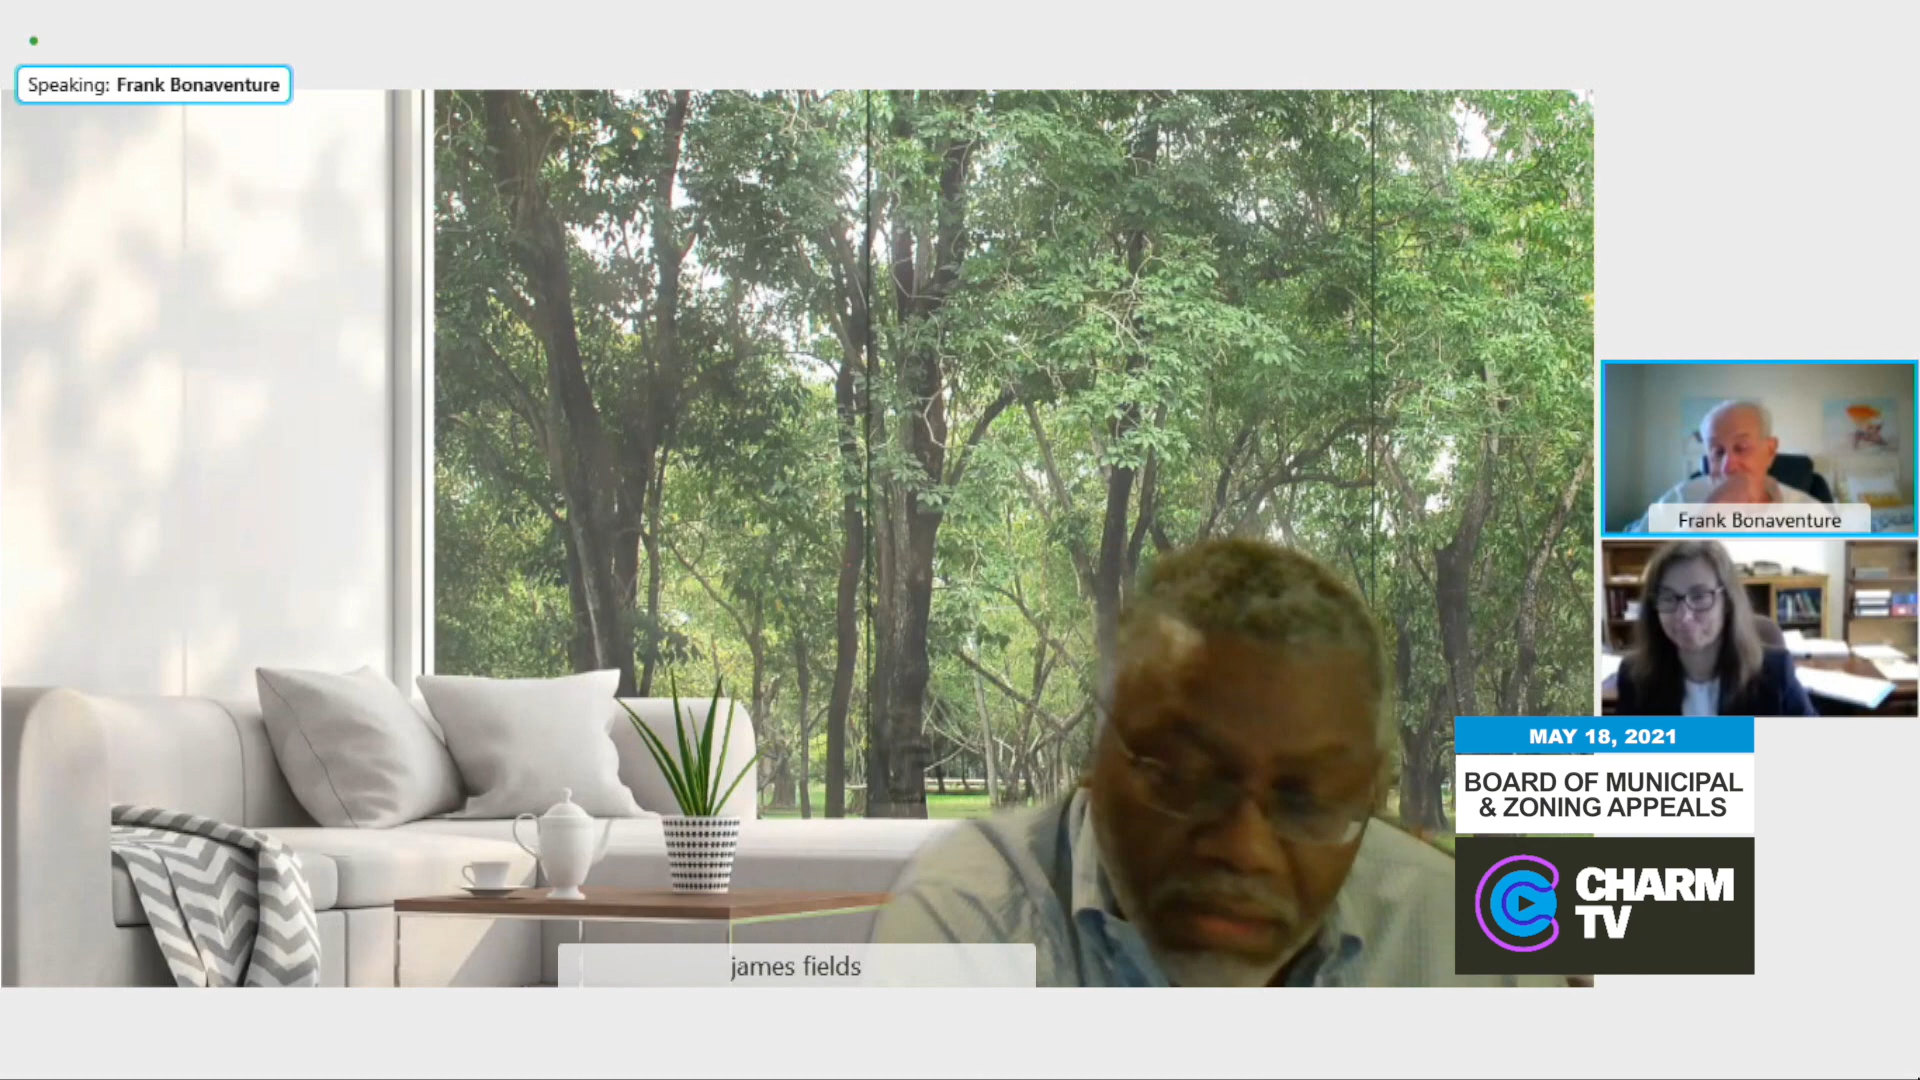 Speaking: Frank Bonaventure
Frank Bonaventure
MAY 18, 2021
BOARD OF MUNICIPAL
& ZONING APPEALS
CHARM
TV
james fields